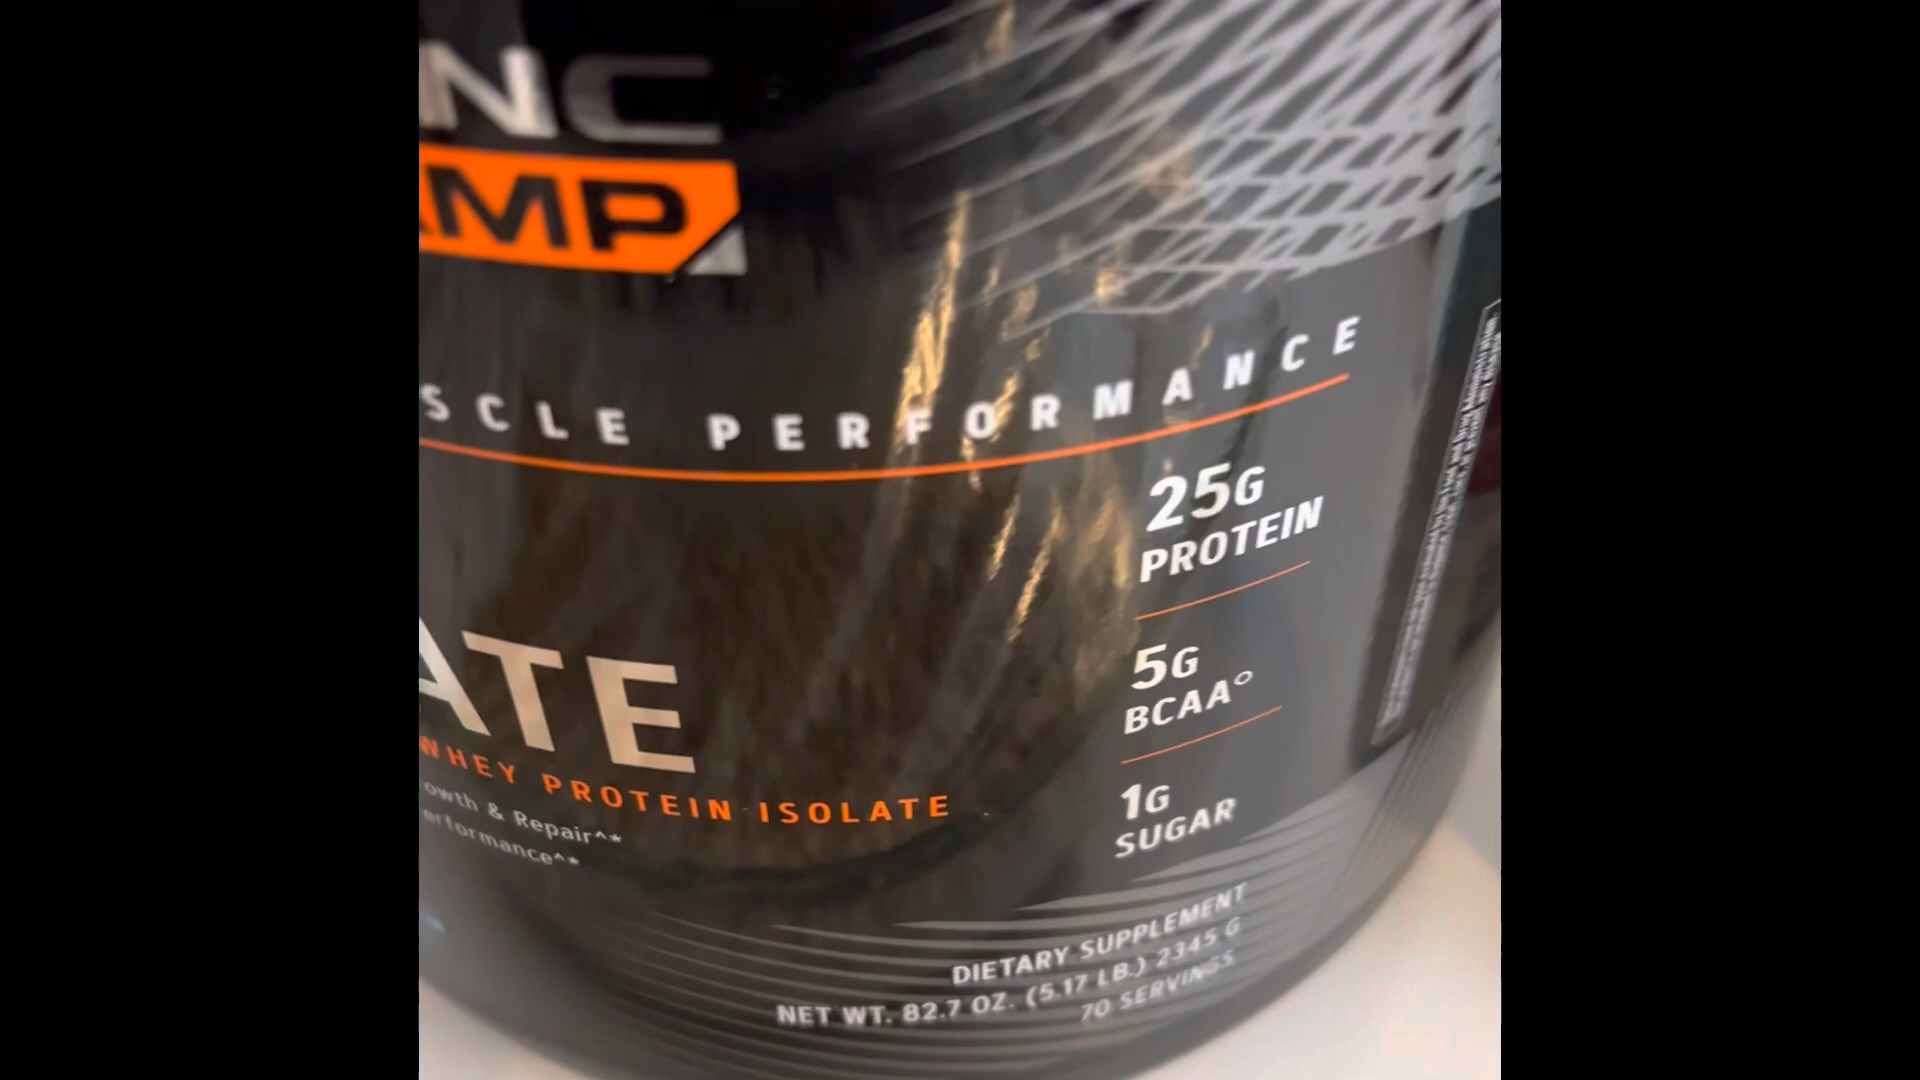 NC
AMP
SCLE PERFORMANCE
25G
PROTEIN
5G
BCAA°
1G
SUGAR
ATE
WHEY PROTEIN ISOLATE
owth & Repair^*
erformance^*
DIETARY SUPPLEMENT
NET WT. 82.7 OZ. (5.17 LB.) 2345 G
70 SERVINGS